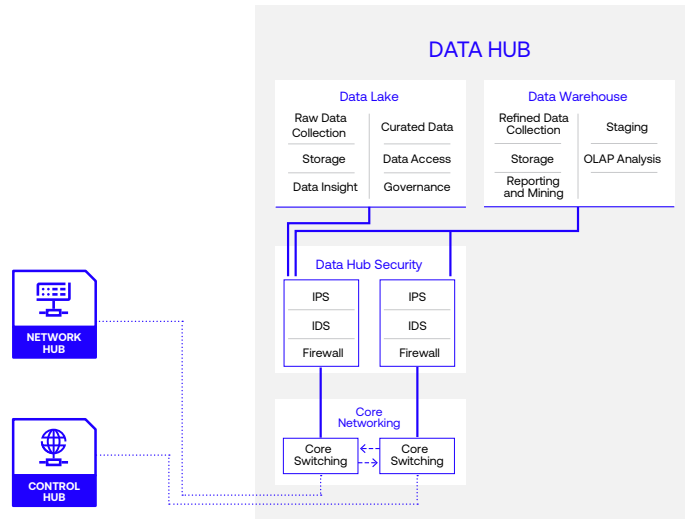 DATA HUB
Data Lake
Raw Data
Collection
Curated Data
Storage
Data Access
Data Insight
Governance
Data Warehouse
Refined Data
Collection
Staging
Storage
OLAP Analysis
Reporting
and Mining
Data Hub Security
IPS
IDS
Firewall
IPS
IDS
Firewall
NETWORK
HUB
Core
Networking
Core
Switching
Core
Switching
CONTROL
HUB